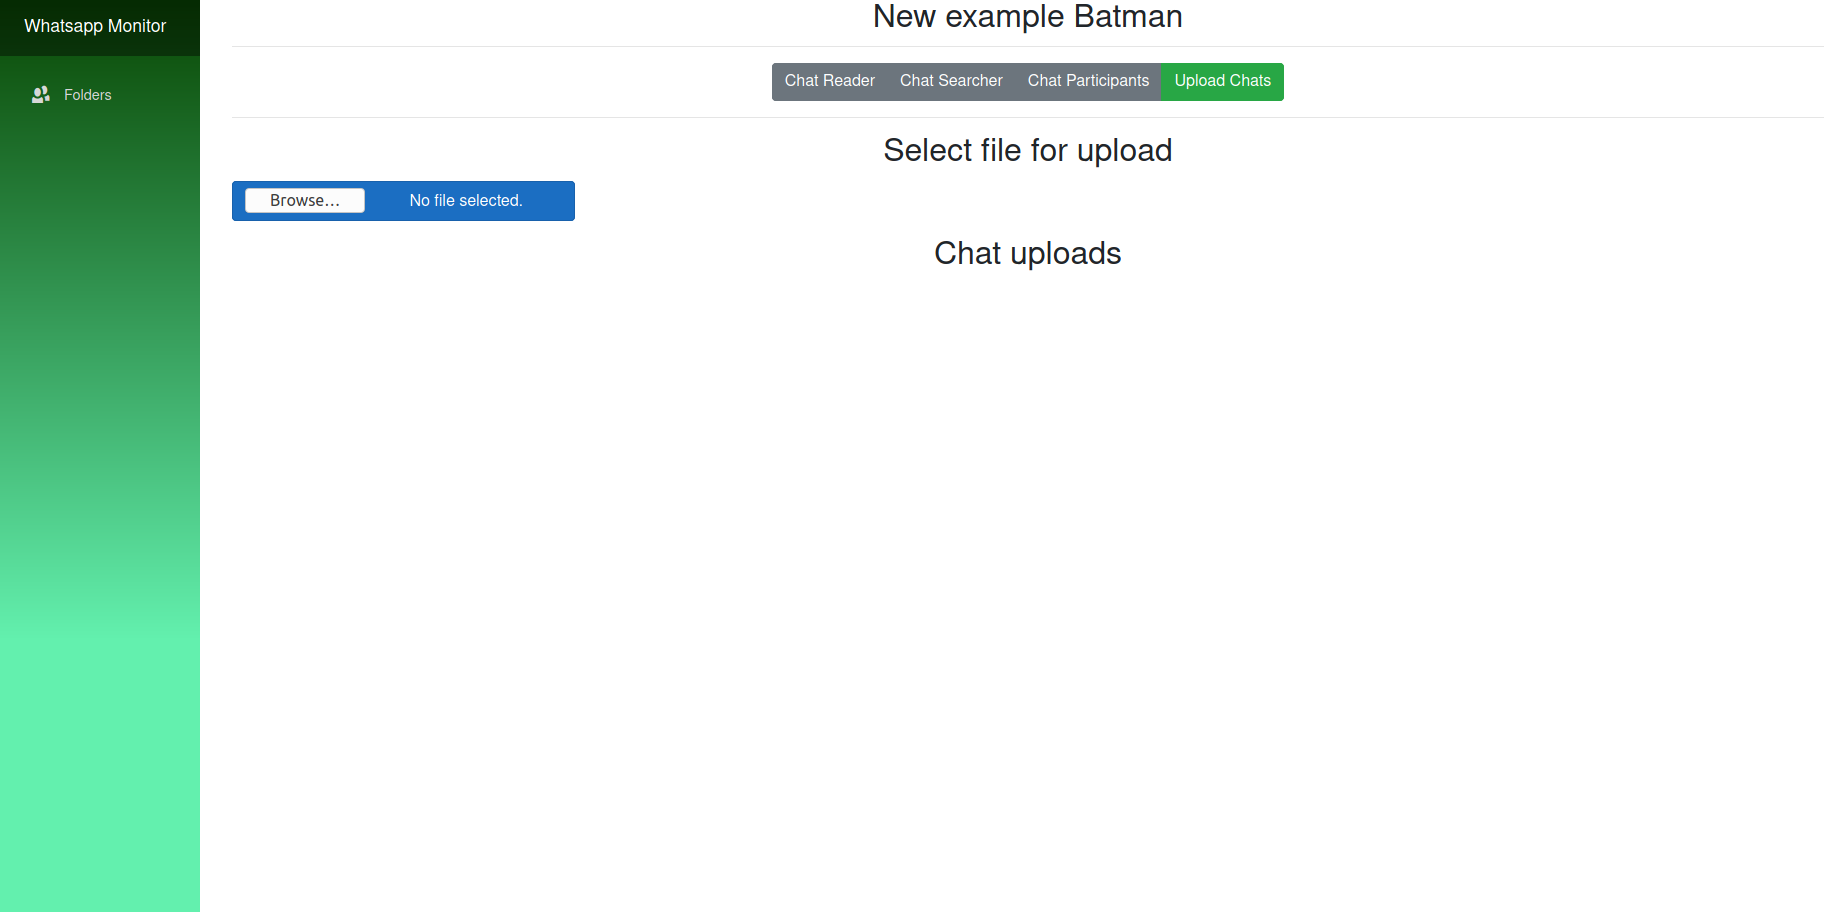 Whatsapp Monitor
Folders
New example Batman
Chat Reader Chat Searcher Chat Participants Upload Chats
Select file for upload
Browse... No file selected.
Chat uploads